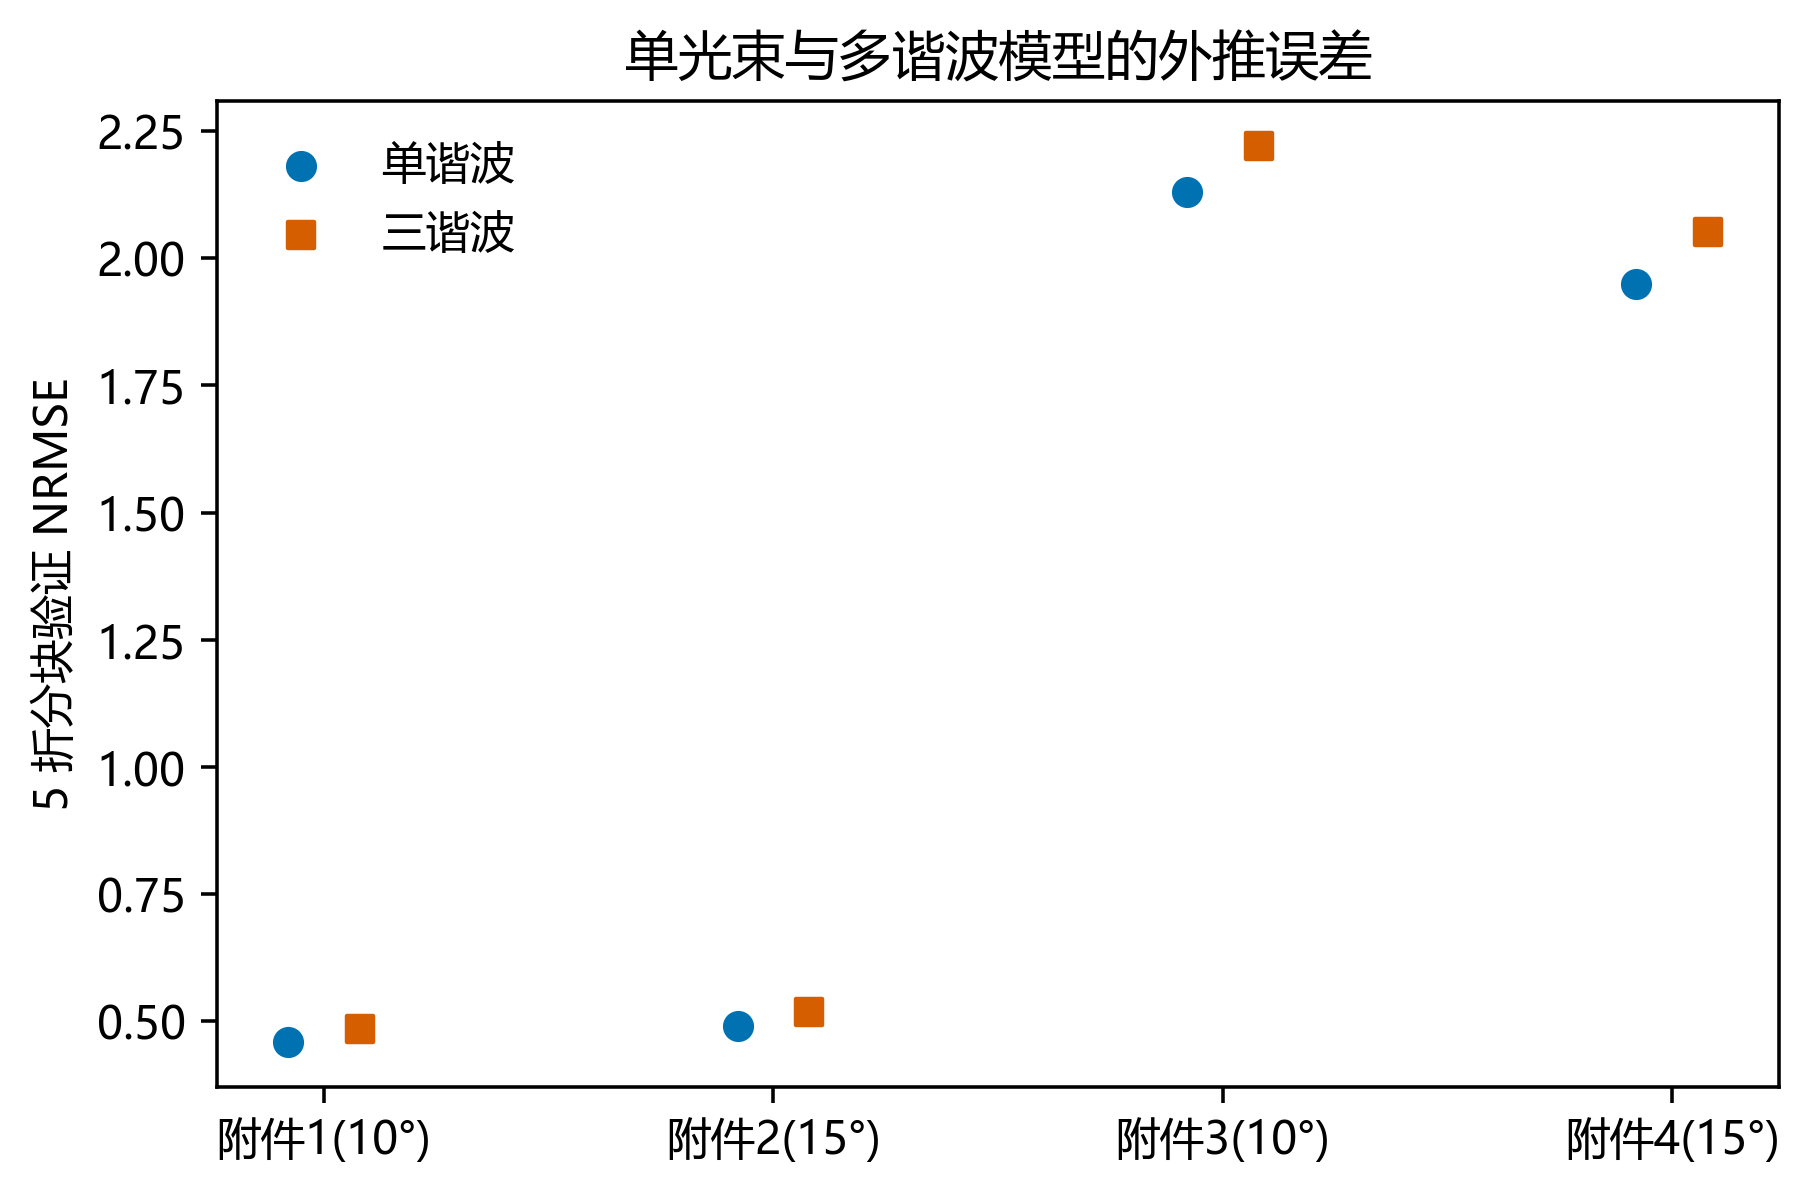 单光束与多谐波模型的外推误差
单谐波
三谐波
5 折分块验证 NRMSE
2.25
2.00
1.75
1.50
1.25
1.00
0.75
0.50
附件1(10°)
附件2(15°)
附件3(10°)
附件4(15°)